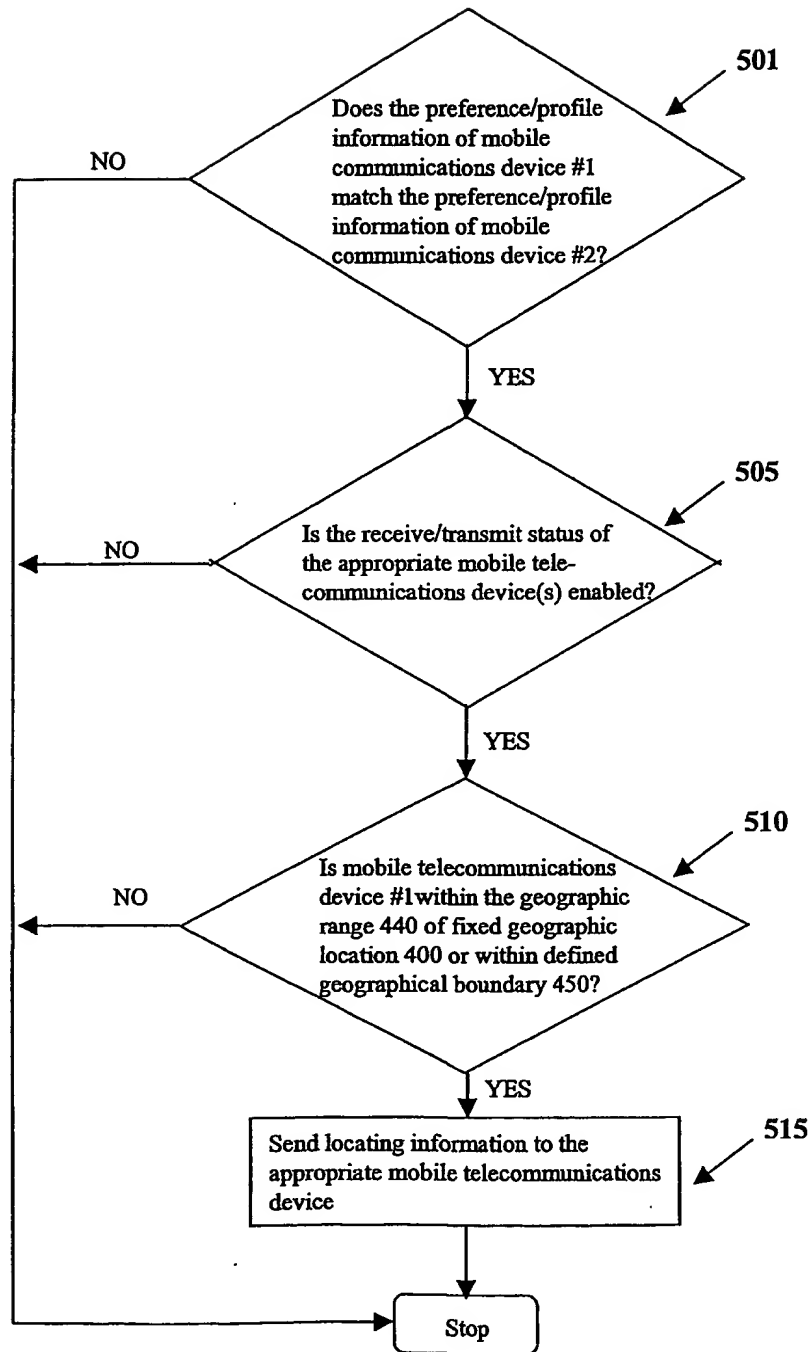 501
Does the preference/profile
information of mobile
communications device #1
match the preference/profile
information of mobile
communications device #2?
NO
YES
505
Is the receive/transmit status of
the appropriate mobile tele-
communications device(s) enabled?
NO
YES
510
Is mobile telecommunications
device #1within the geographic
range 440 of fixed geographic
location 400 or within defined
geographical boundary 450?
NO
YES
515
Send locating information to the
appropriate mobile telecommunications
device
Stop